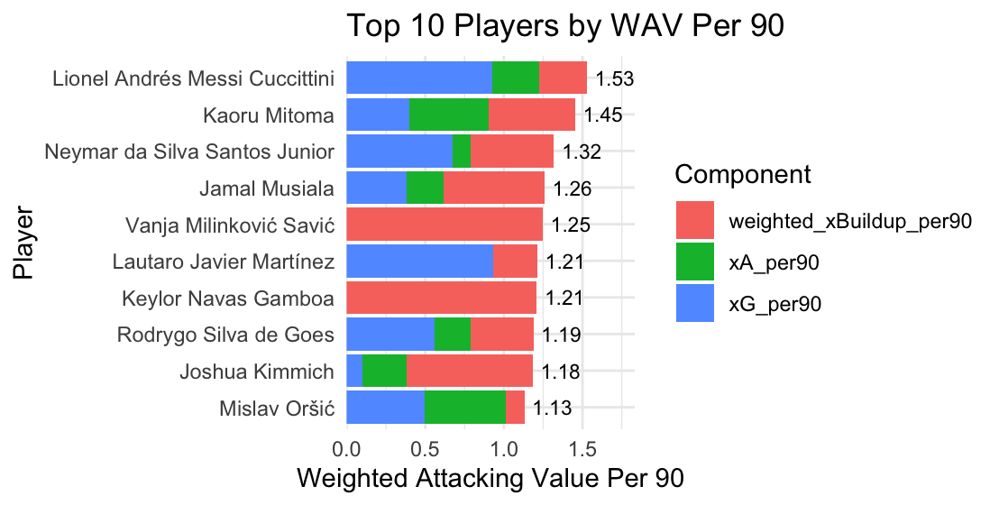 Top 10 Players by WAV Per 90
Player
Lionel Andrés Messi Cuccittini 1.53
Kaoru Mitoma 1.45
Neymar da Silva Santos Junior 1.32
Jamal Musiala 1.26
Vanja Milinković Savić 1.25
Lautaro Javier Martínez 1.21
Keylor Navas Gamboa 1.21
Rodrygo Silva de Goes 1.19
Joshua Kimmich 1.18
Mislav Oršić 1.13
0.0 0.5 1.0 1.5
Weighted Attacking Value Per 90
Component
weighted_xBuildup_per90
xA_per90
xG_per90